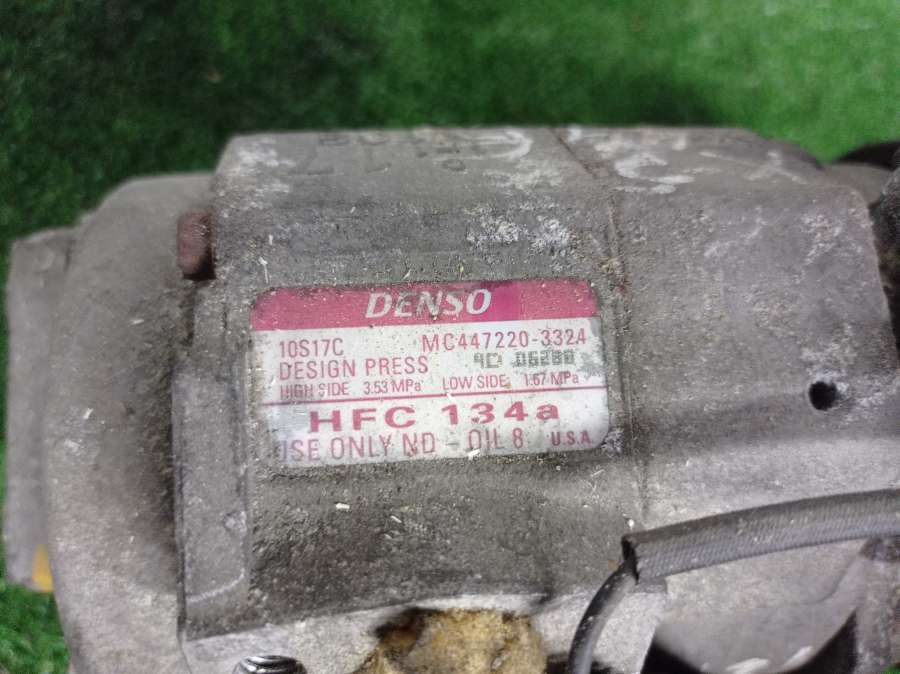 DENSO
10S17C MC447220-3324
DESIGN PRESS
HIGH SIDE 3.53 MPa LOW SIDE 1.67 MPa
HFC 134a
USE ONLY ND-OIL 8 U.S.A.